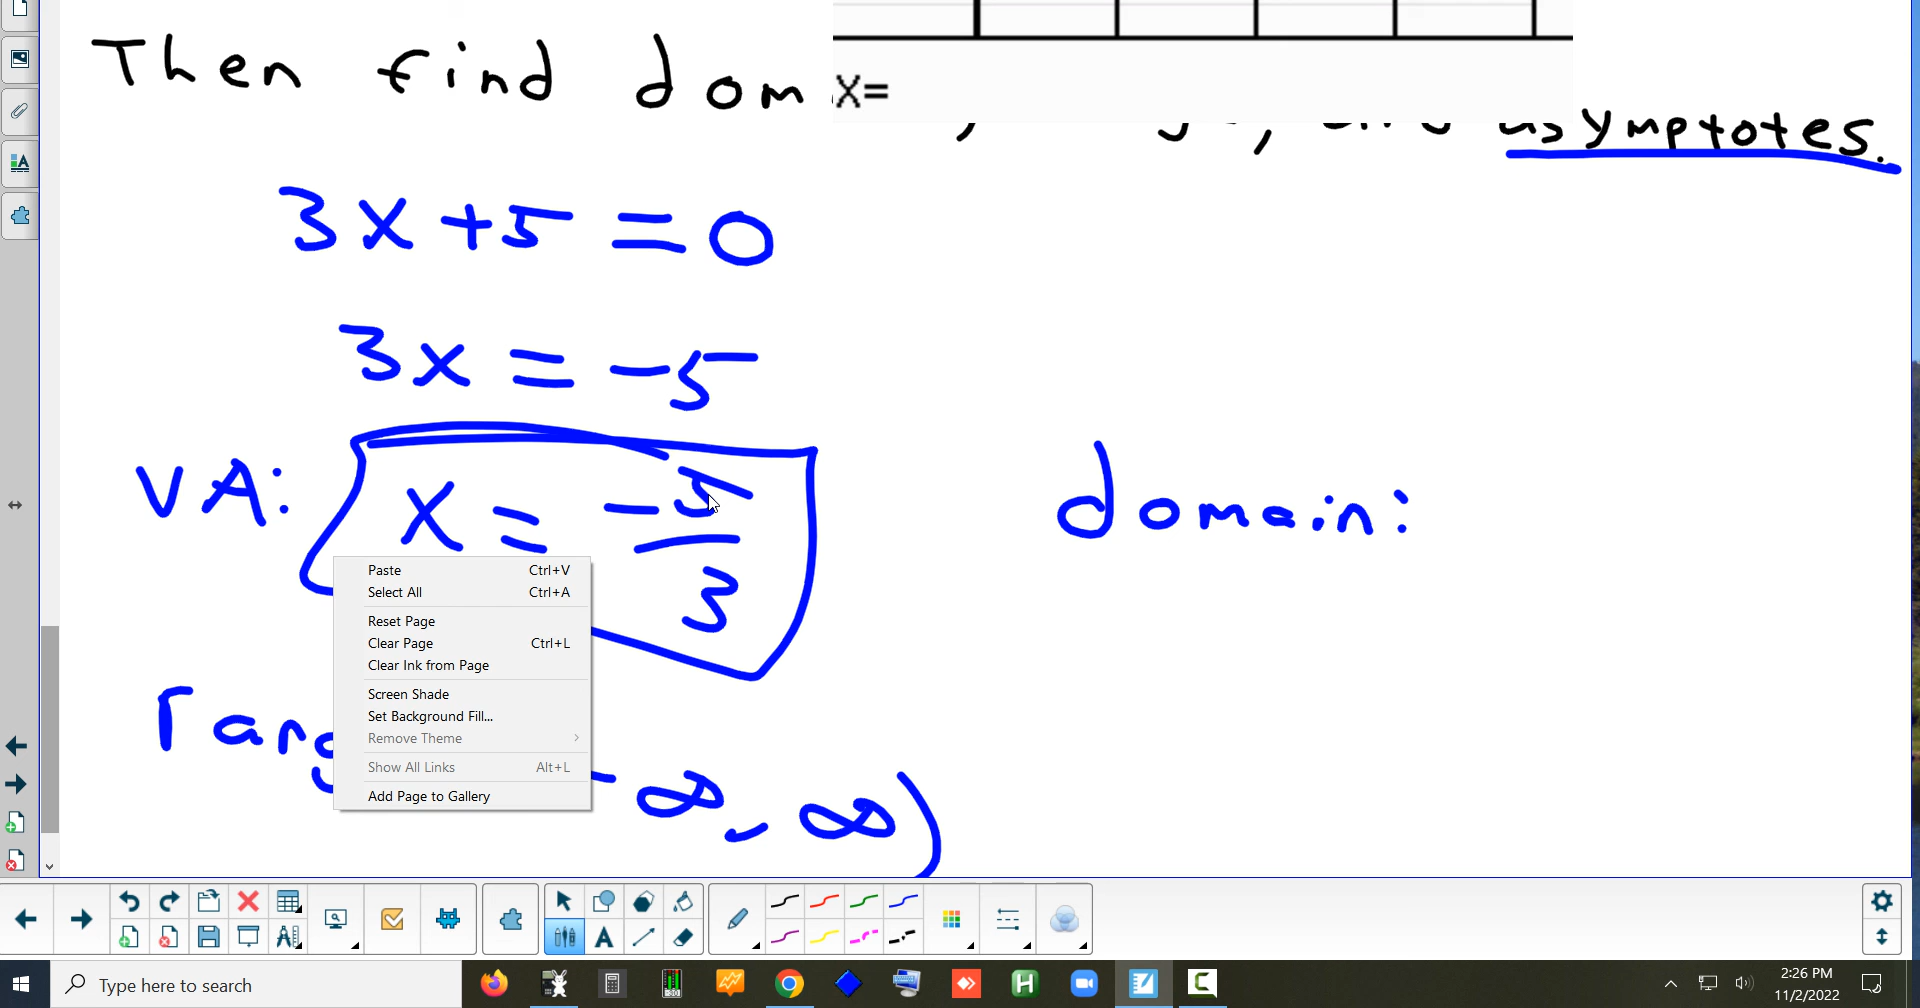 Then find dom
X=
asymptotes.
3x+5=0
3x = -5
VA: x = -5/3
domain:
Paste Ctrl+V
Select All Ctrl+A
Reset Page
Clear Page Ctrl+L
Clear Ink from Page
Screen Shade
Set Background Fill...
Remove Theme
Show All Links Alt+L
Add Page to Gallery
rang
-∞, ∞)
Type here to search
2:26 PM
11/2/2022